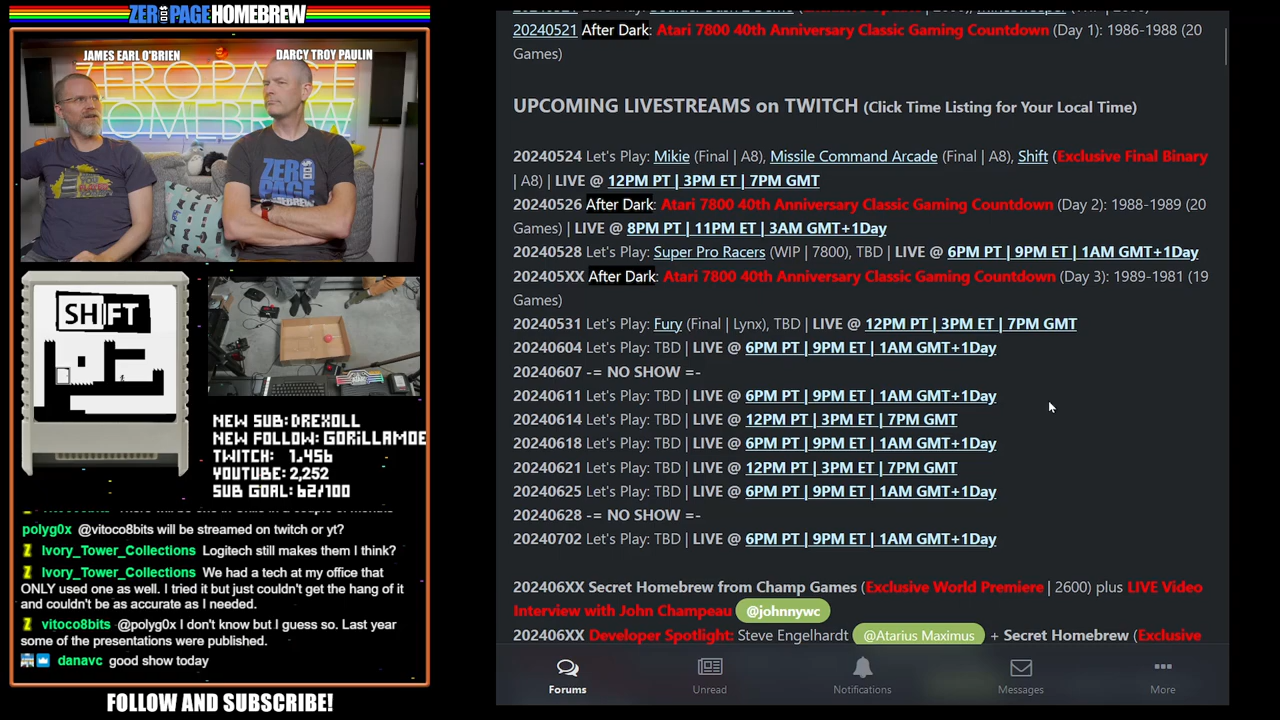 ZERO PAGE HOMEBREW
JAMES EARL O'BRIEN
DARCY TROY PAULIN
ZEROPAGE
HOMEBREW
SHIFT
NEW SUB: DREXOLL
NEW FOLLOW: GORILLAMOE
TWITCH: 1,456
YOUTUBE: 2,252
SUB GOAL: 62/100
polyg0x @vitoco8bits will be streamed on twitch or yt?
Ivory_Tower_Collections Logitech still makes them I think?
Ivory_Tower_Collections We had a tech at my office that
ONLY used one as well. I tried it but just couldn't get the hang of it
and couldn't be as accurate as I needed.
vitoco8bits @polyg0x I don't know but I guess so. Last year
some of the presentations were published.
danavc good show today
FOLLOW AND SUBSCRIBE!
20240521 After Dark: Atari 7800 40th Anniversary Classic Gaming Countdown (Day 1): 1986-1988 (20
Games)
UPCOMING LIVESTREAMS on TWITCH (Click Time Listing for Your Local Time)
20240524 Let's Play: Mikie (Final | A8), Missile Command Arcade (Final | A8), Shift (Exclusive Final Binary
| A8) | LIVE @ 12PM PT | 3PM ET | 7PM GMT
20240526 After Dark: Atari 7800 40th Anniversary Classic Gaming Countdown (Day 2): 1988-1989 (20
Games) | LIVE @ 8PM PT | 11PM ET | 3AM GMT+1Day
20240528 Let's Play: Super Pro Racers (WIP | 7800), TBD | LIVE @ 6PM PT | 9PM ET | 1AM GMT+1Day
202405XX After Dark: Atari 7800 40th Anniversary Classic Gaming Countdown (Day 3): 1989-1981 (19
Games)
20240531 Let's Play: Fury (Final | Lynx), TBD | LIVE @ 12PM PT | 3PM ET | 7PM GMT
20240604 Let's Play: TBD | LIVE @ 6PM PT | 9PM ET | 1AM GMT+1Day
20240607 -= NO SHOW =-
20240611 Let's Play: TBD | LIVE @ 6PM PT | 9PM ET | 1AM GMT+1Day
20240614 Let's Play: TBD | LIVE @ 12PM PT | 3PM ET | 7PM GMT
20240618 Let's Play: TBD | LIVE @ 6PM PT | 9PM ET | 1AM GMT+1Day
20240621 Let's Play: TBD | LIVE @ 12PM PT | 3PM ET | 7PM GMT
20240625 Let's Play: TBD | LIVE @ 6PM PT | 9PM ET | 1AM GMT+1Day
20240628 -= NO SHOW =-
20240702 Let's Play: TBD | LIVE @ 6PM PT | 9PM ET | 1AM GMT+1Day
202406XX Secret Homebrew from Champ Games (Exclusive World Premiere | 2600) plus LIVE Video
Interview with John Champeau @johnnywc
202406XX Developer Spotlight: Steve Engelhardt @Atarius Maximus + Secret Homebrew (Exclusive
Forums
Unread
Notifications
Messages
More